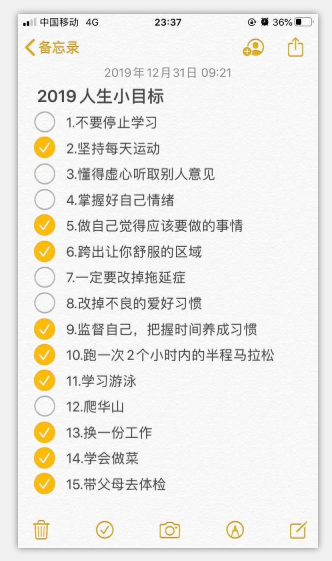 中国移动 4G 23:37 36%
备忘录
2019年12月31日 09:21
2019人生小目标
1.不要停止学习
2.坚持每天运动
3.懂得虚心听取别人意见
4.掌握好自己情绪
5.做自己觉得应该要做的事情
6.跨出让你舒服的区域
7.一定要改掉拖延症
8.改掉不良的爱好习惯
9.监督自己，把握时间养成习惯
10.跑一次2个小时内的半程马拉松
11.学习游泳
12.爬华山
13.换一份工作
14.学会做菜
15.带父母去体检